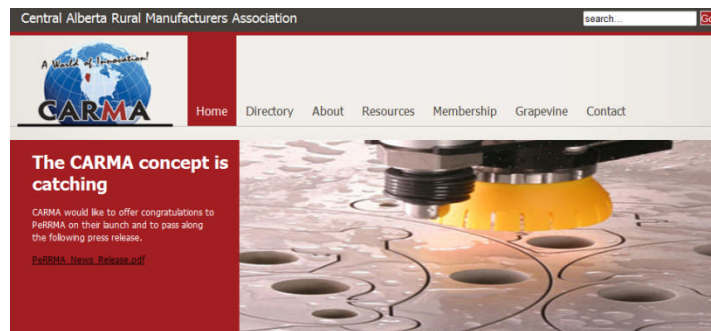 Central Alberta Rural Manufacturers Association
search...
Go
A World of Innovation!
CARMA
Home Directory About Resources Membership Grapevine Contact
The CARMA concept is
catching
CARMA would like to offer congratulations to
PeRRMA on their launch and to pass along
the following press release.
PeRRMA_News_Release.pdf